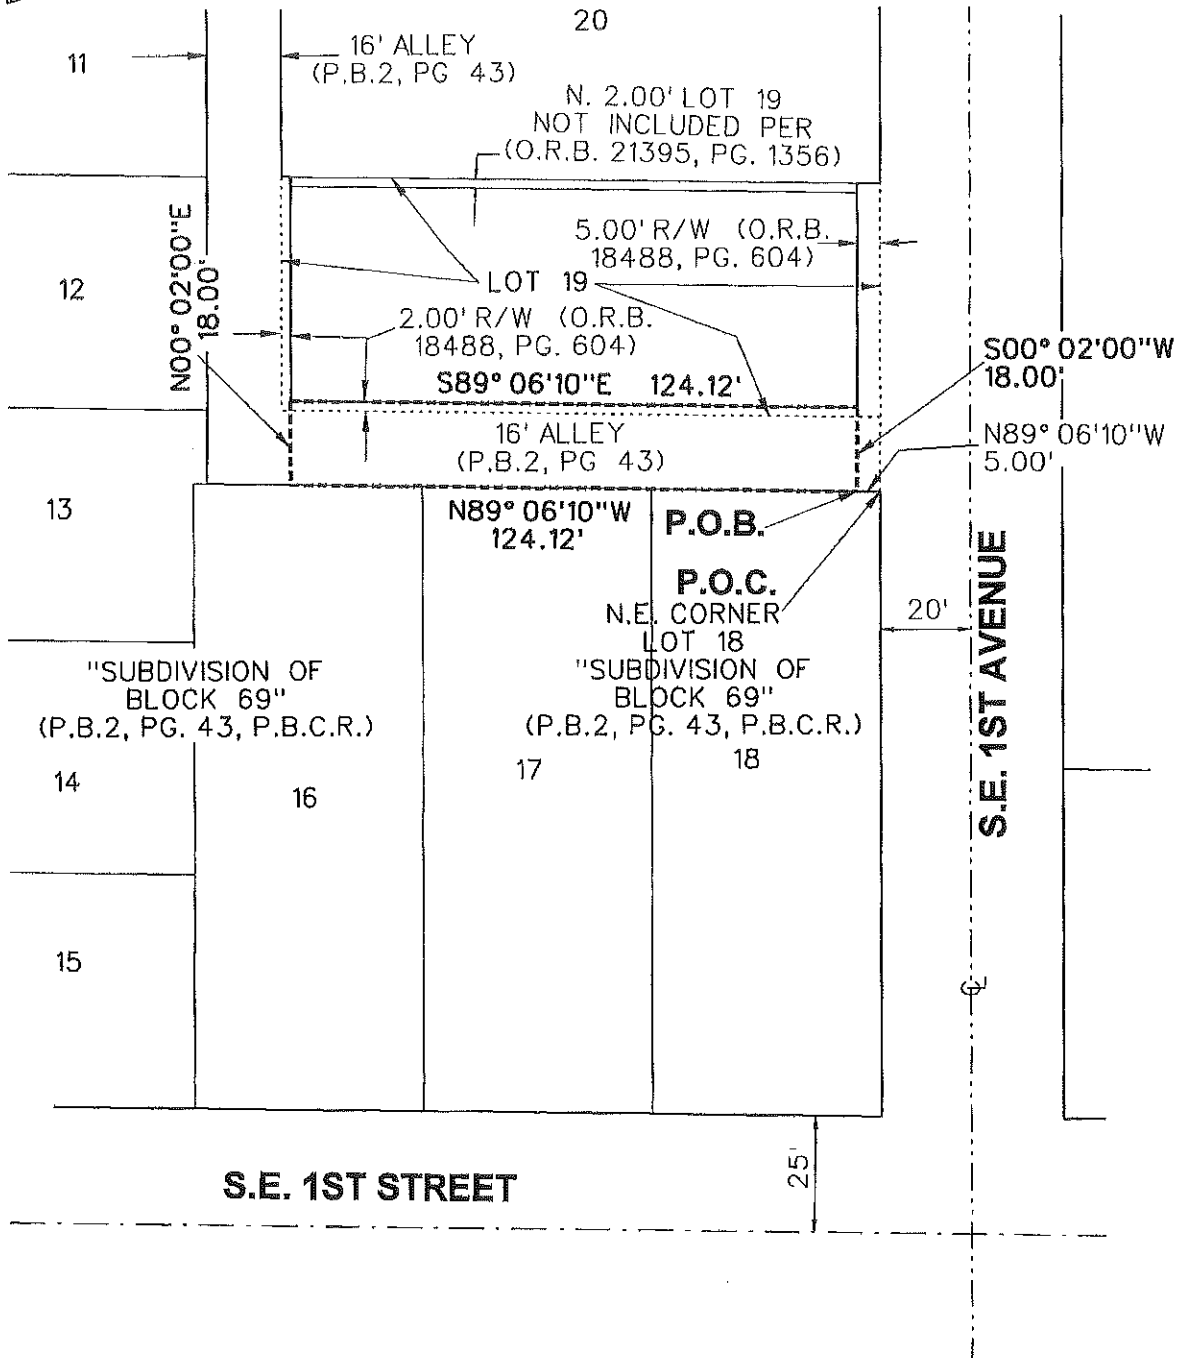 20
11
16' ALLEY
(P.B.2, PG 43)
N. 2.00' LOT 19
NOT INCLUDED PER
(O.R.B. 21395, PG. 1356)
N00° 02'00"E
18.00'
12
5.00' R/W (O.R.B.
18488, PG. 604)
LOT 19
2.00' R/W (O.R.B.
18488, PG. 604)
S89° 06'10"E 124.12'
S00° 02'00"W
18.00'
16' ALLEY
(P.B.2, PG 43)
N89° 06'10"W
5.00'
13
N89° 06'10"W
124.12'
P.O.B.
P.O.C.
N.E. CORNER
LOT 18
"SUBDIVISION OF
BLOCK 69"
(P.B.2, PG. 43, P.B.C.R.)
20'
S.E. 1ST AVENUE
"SUBDIVISION OF
BLOCK 69"
(P.B.2, PG. 43, P.B.C.R.)
14
16
17
18
15
CL
25'
S.E. 1ST STREET